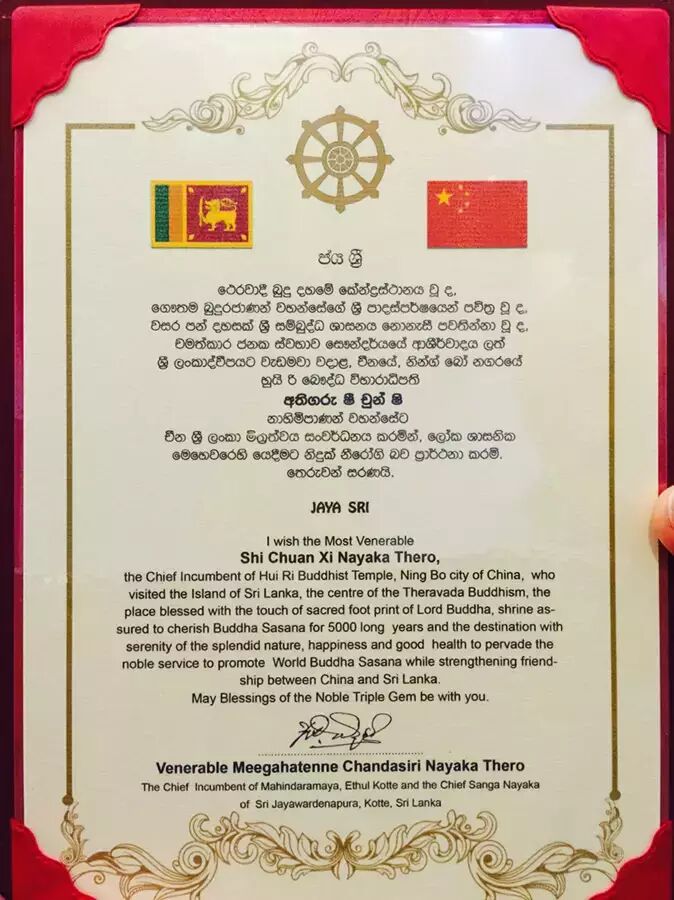 ජය ශ්‍රී
ථෙරවාදී බුදු දහමේ කේන්ද්‍රස්ථානය වූ ද,
ගෞතම බුදුරජාණන් වහන්සේගේ ශ්‍රී පාදස්පර්ෂයෙන් පවිත්‍ර වූ ද,
වසර පන් දහසක් ශ්‍රී සම්බුද්ධ ශාසනය නොනැසී පවතින්නා වූ ද,
චමත්කාර ජනක ස්වභාව සෞන්දර්යයේ ආශිර්වාදය ලත්
ශ්‍රී ලංකාද්වීපයට වැඩමවා වදාළ, චීනයේ, නින්ග් බෝ නගරයේ
හුයි රි බෞද්ධ විහාරාධිපති
අතිගරු ෂී චුන් ෂි
නාහිමිපාණන් වහන්සේට
චීන ශ්‍රී ලංකා මිත්‍රත්වය සංවර්ධනය කරමින්, ලෝක ශාසනික
මෙහෙවරෙහි යෙදීමට නිදුක් නීරෝගි බව ප්‍රාර්ථනා කරමි.
තෙරුවන් සරණයි.
JAYA SRI
I wish the Most Venerable
Shi Chuan Xi Nayaka Thero,
the Chief Incumbent of Hui Ri Buddhist Temple, Ning Bo city of China, who
visited the Island of Sri Lanka, the centre of the Theravada Buddhism, the
place blessed with the touch of sacred foot print of Lord Buddha, shrine as-
sured to cherish Buddha Sasana for 5000 long years and the destination with
serenity of the splendid nature, happiness and good health to pervade the
noble service to promote World Buddha Sasana while strengthening friend-
ship between China and Sri Lanka.
May Blessings of the Noble Triple Gem be with you.
Venerable Meegahatenne Chandasiri Nayaka Thero
The Chief Incumbent of Mahindaramaya, Ethul Kotte and the Chief Sanga Nayaka
of Sri Jayawardenapura, Kotte, Sri Lanka